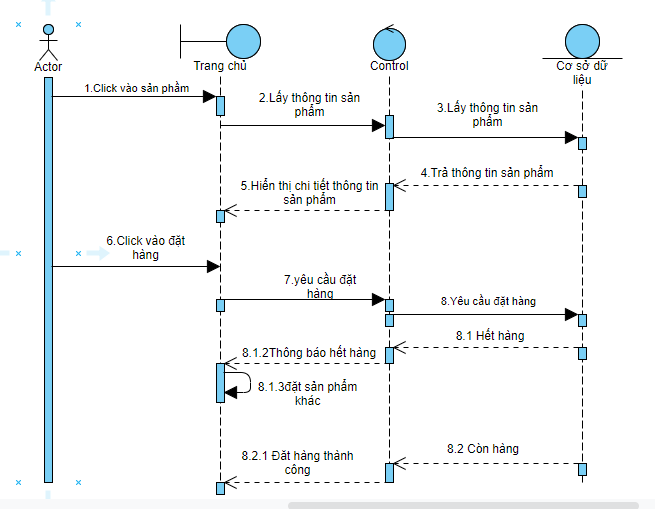 Actor
Trang chủ
Control
Cơ sở dữ
liệu
1.Click vào sản phẩm
2.Lấy thông tin sản
phẩm
3.Lấy thông tin sản
phẩm
4.Trả thông tin sản phẩm
5.Hiển thị chi tiết thông tin
sản phẩm
6.Click vào đặt
hàng
7.yêu cầu đặt
hàng
8.Yêu cầu đặt hàng
8.1 Hết hàng
8.1.2Thông báo hết hàng
8.1.3đặt sản phẩm
khác
8.2 Còn hàng
8.2.1 Đặt hàng thành
công